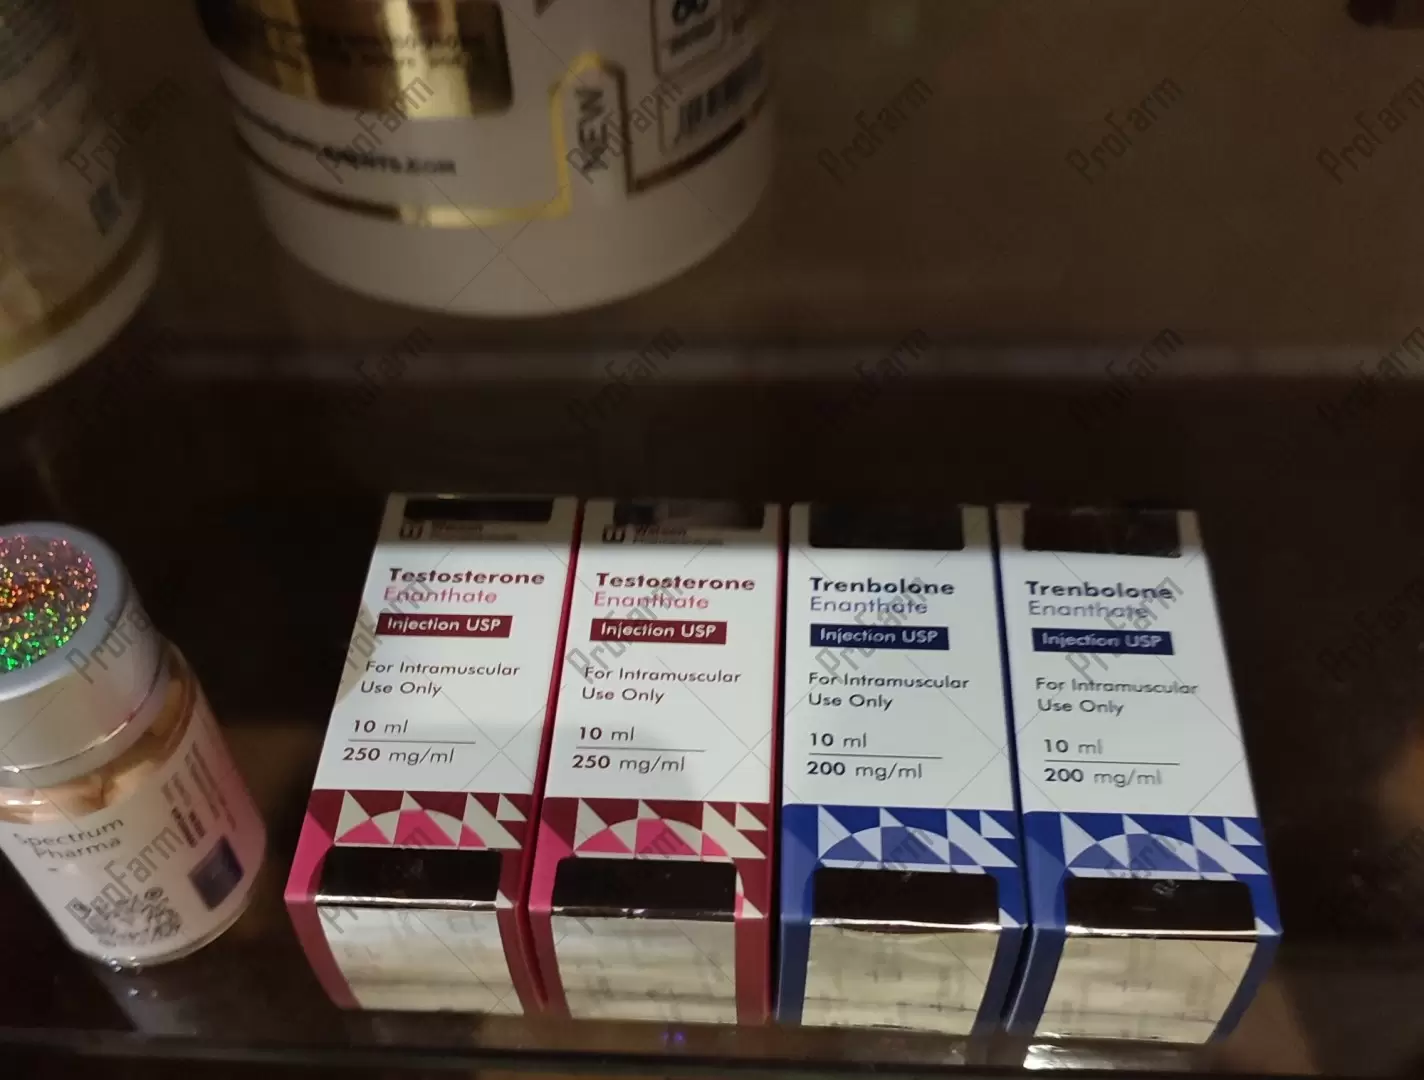 NEW
Testosterone
Enanthate
Injection USP
For Intramuscular
Use Only
10 ml
250 mg/ml
Testosterone
Enanthate
Injection USP
For Intramuscular
Use Only
10 ml
250 mg/ml
Trenbolone
Enanthate
Injection USP
For Intramuscular
Use Only
10 ml
200 mg/ml
Trenbolone
Enanthate
Injection USP
For Intramuscular
Use Only
10 ml
200 mg/ml
Spectrum
Pharma
ProFarm